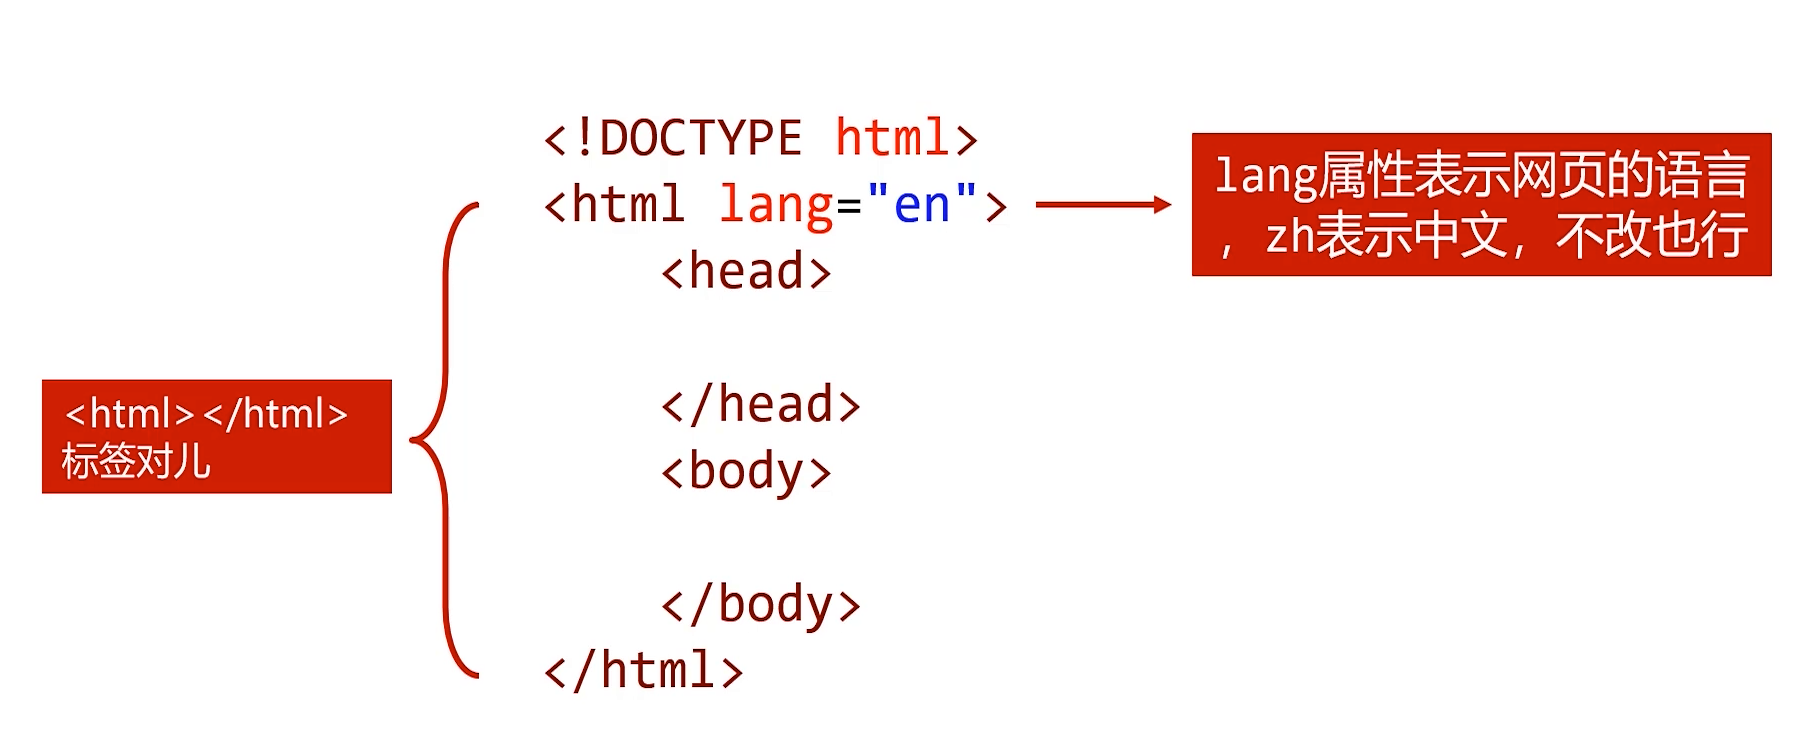 <!DOCTYPE html>
<html lang="en">
<head>
</head>
<body>
</body>
</html>
lang属性表示网页的语言
，zh表示中文，不改也行
<html></html>
标签对儿